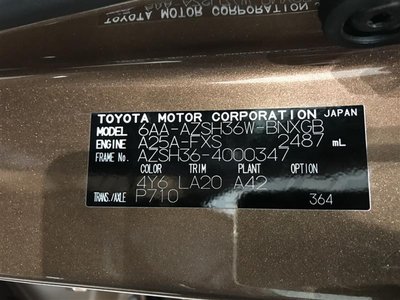 TOYOTA MOTOR CORPORATION JAPAN
MODEL 6AA-AZSH36W-BNXGB
ENGINE A25A-FXS 2487 mL
FRAME No. AZSH36-4000347
COLOR TRIM PLANT OPTION
4Y6 LA20 A42
TRANS./AXLE P710 364